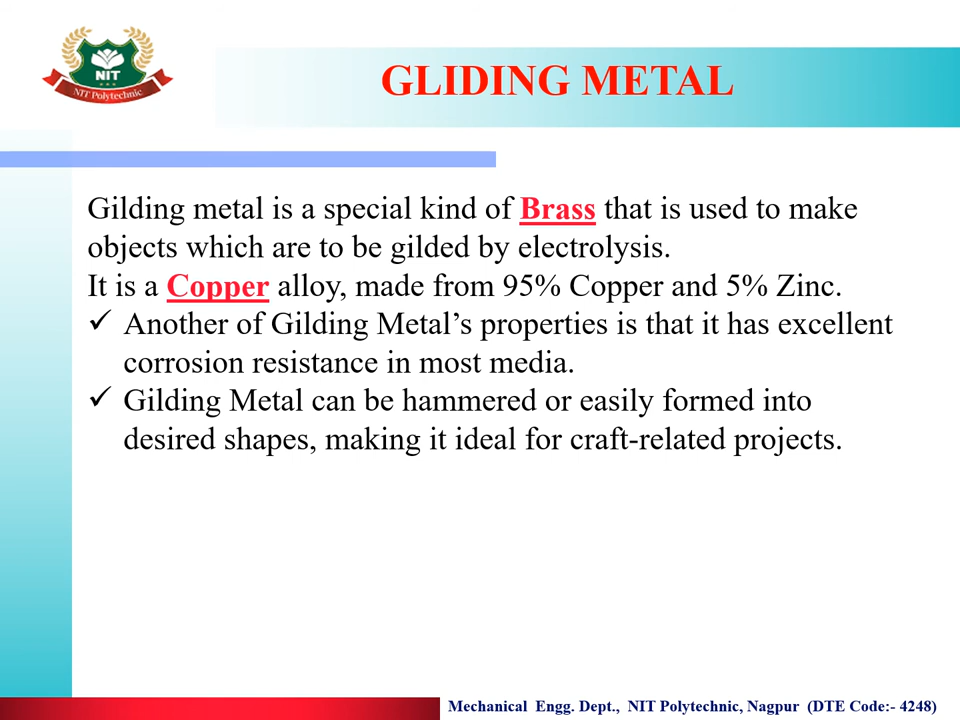 NIT
NIT Polytechnic
GLIDING METAL
Gilding metal is a special kind of Brass that is used to make
objects which are to be gilded by electrolysis.
It is a Copper alloy, made from 95% Copper and 5% Zinc.
✓ Another of Gilding Metal’s properties is that it has excellent
corrosion resistance in most media.
✓ Gilding Metal can be hammered or easily formed into
desired shapes, making it ideal for craft-related projects.
Mechanical Engg. Dept., NIT Polytechnic, Nagpur (DTE Code:- 4248)